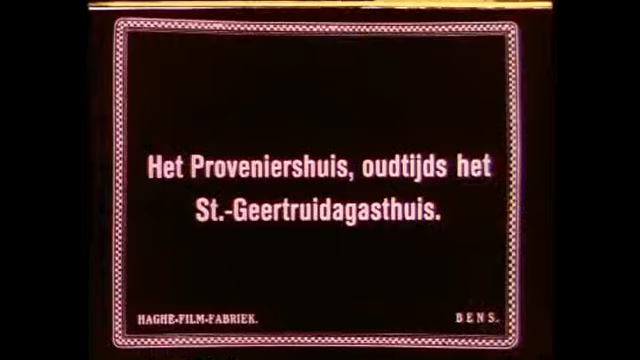 Het Proveniershuis, oudtijds het
St.-Geertruidagasthuis.
HAGHE-FILM-FABRIEK. BENS.